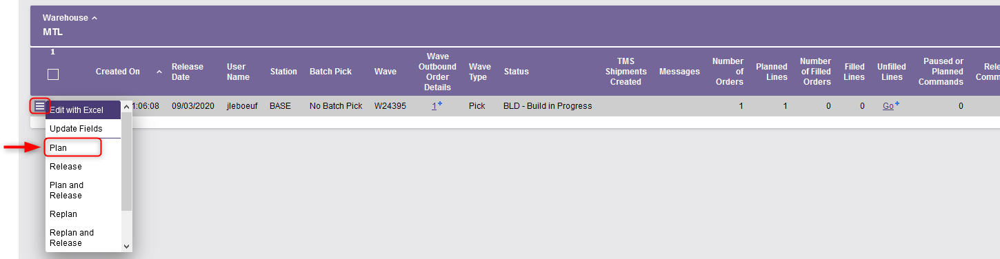 Warehouse
MTL
1
Created On
Release Date
User Name
Station
Batch Pick
Wave
Wave Outbound Order Details
Wave Type
Status
TMS Shipments Created
Messages
Number of Orders
Planned Lines
Number of Filled Orders
Filled Lines
Unfilled Lines
Paused or Planned Commands
1:06:08
09/03/2020
jleboeuf
BASE
No Batch Pick
W24395
1+
Pick
BLD - Build in Progress
1
1
0
0
Go+
0
Edit with Excel
Update Fields
Plan
Release
Plan and
Release
Replan
Replan and
Release